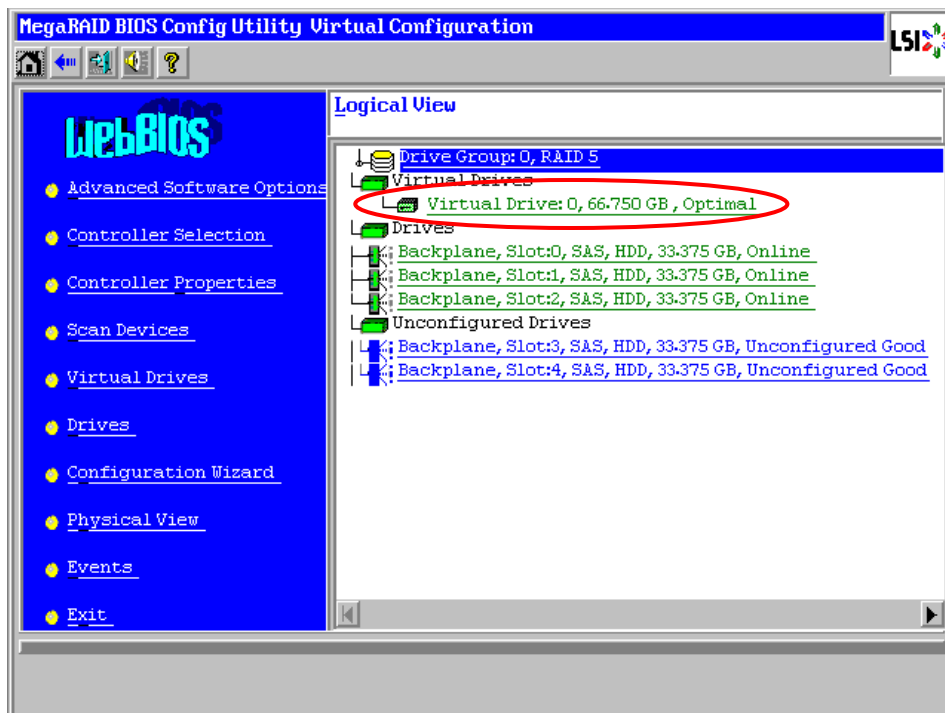 MegaRAID BIOS Config Utility Virtual Configuration
LSI
WebBIOS
Advanced Software Options
Controller Selection
Controller Properties
Scan Devices
Virtual Drives
Drives
Configuration Wizard
Physical View
Events
Exit
Logical View
Drive Group: 0, RAID 5
Virtual Drives
Virtual Drive: 0, 66.750 GB , Optimal
Drives
Backplane, Slot:0, SAS, HDD, 33.375 GB, Online
Backplane, Slot:1, SAS, HDD, 33.375 GB, Online
Backplane, Slot:2, SAS, HDD, 33.375 GB, Online
Unconfigured Drives
Backplane, Slot:3, SAS, HDD, 33.375 GB, Unconfigured Good
Backplane, Slot:4, SAS, HDD, 33.375 GB, Unconfigured Good